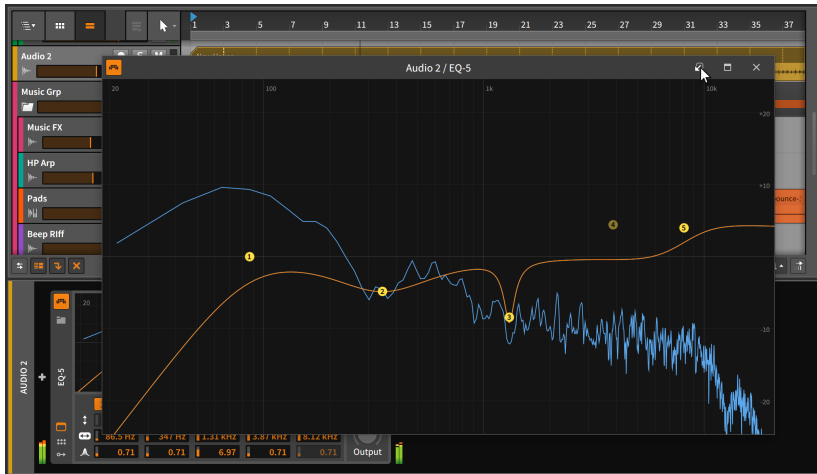 1 3 5 7 9 11 13 15 17 19 21 23 25 27 29 31 33 35 37
Audio 2
Audio 2 / EQ-5
20 100 1k 10k
+20
Music Grp
Music FX
HP Arp
+10
Pads
ounce-
4
5
Beep RIff
1
2
3
-10
20
-20
AUDIO 2
EQ-5
86.5 Hz 347 Hz 1.31 kHz 3.87 kHz 8.12 kHz
0.71 0.71 6.97 0.71 0.71 Output